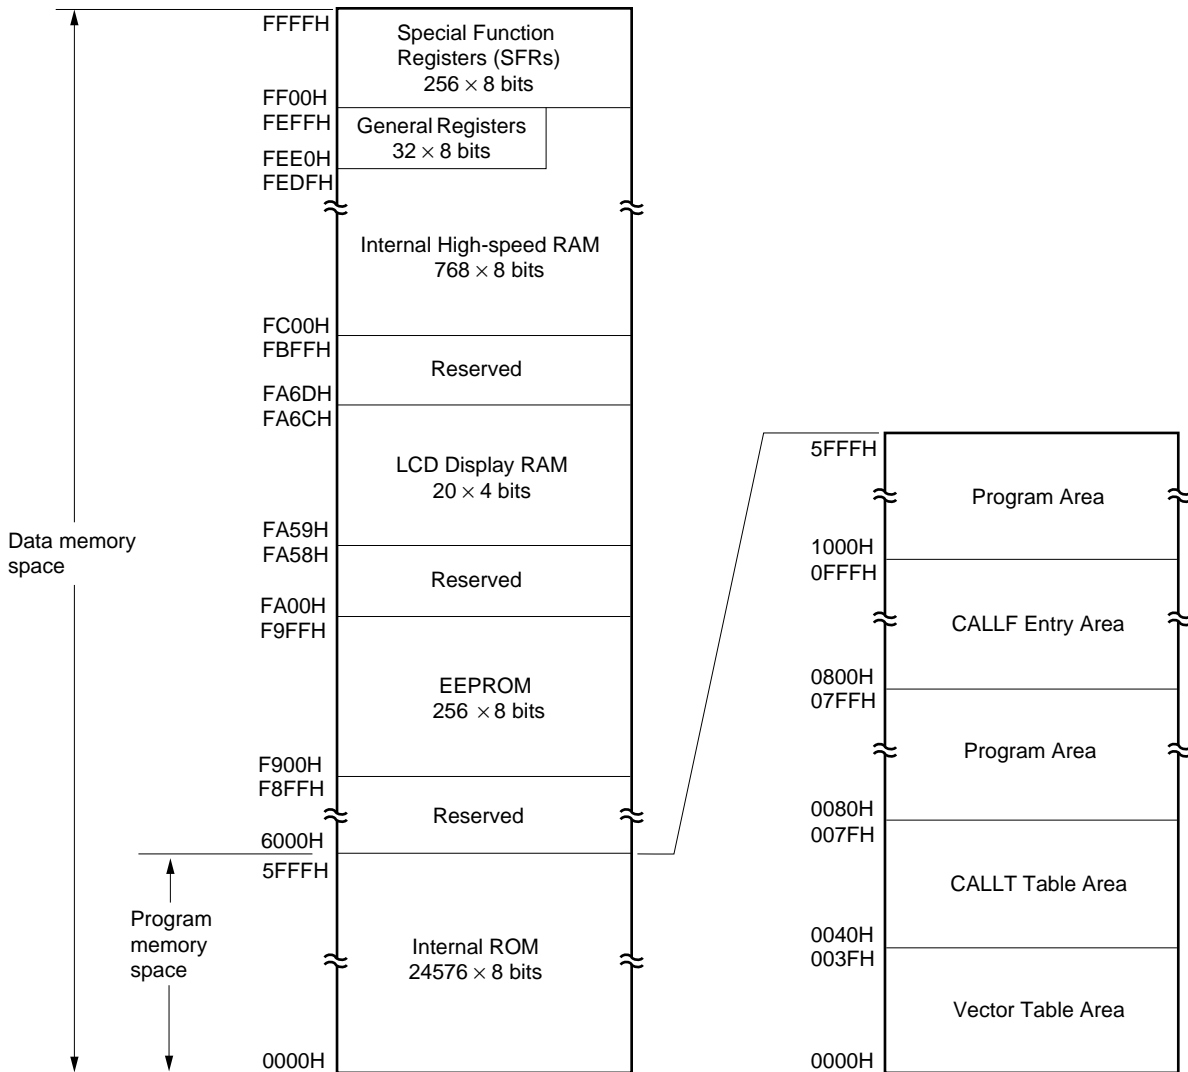 FFFFH
Special Function
Registers (SFRs)
256 × 8 bits
FF00H
FEFFH
General Registers
32 × 8 bits
FEE0H
FEDFH
Internal High-speed RAM
768 × 8 bits
FC00H
FBFFH
Reserved
FA6DH
FA6CH
LCD Display RAM
20 × 4 bits
FA59H
FA58H
Reserved
FA00H
F9FFH
EEPROM
256 × 8 bits
F900H
F8FFH
Reserved
6000H
5FFFH
Internal ROM
24576 × 8 bits
0000H
Data memory
space
Program
memory
space
5FFFH
Program Area
1000H
0FFFH
CALLF Entry Area
0800H
07FFH
Program Area
0080H
007FH
CALLT Table Area
0040H
003FH
Vector Table Area
0000H